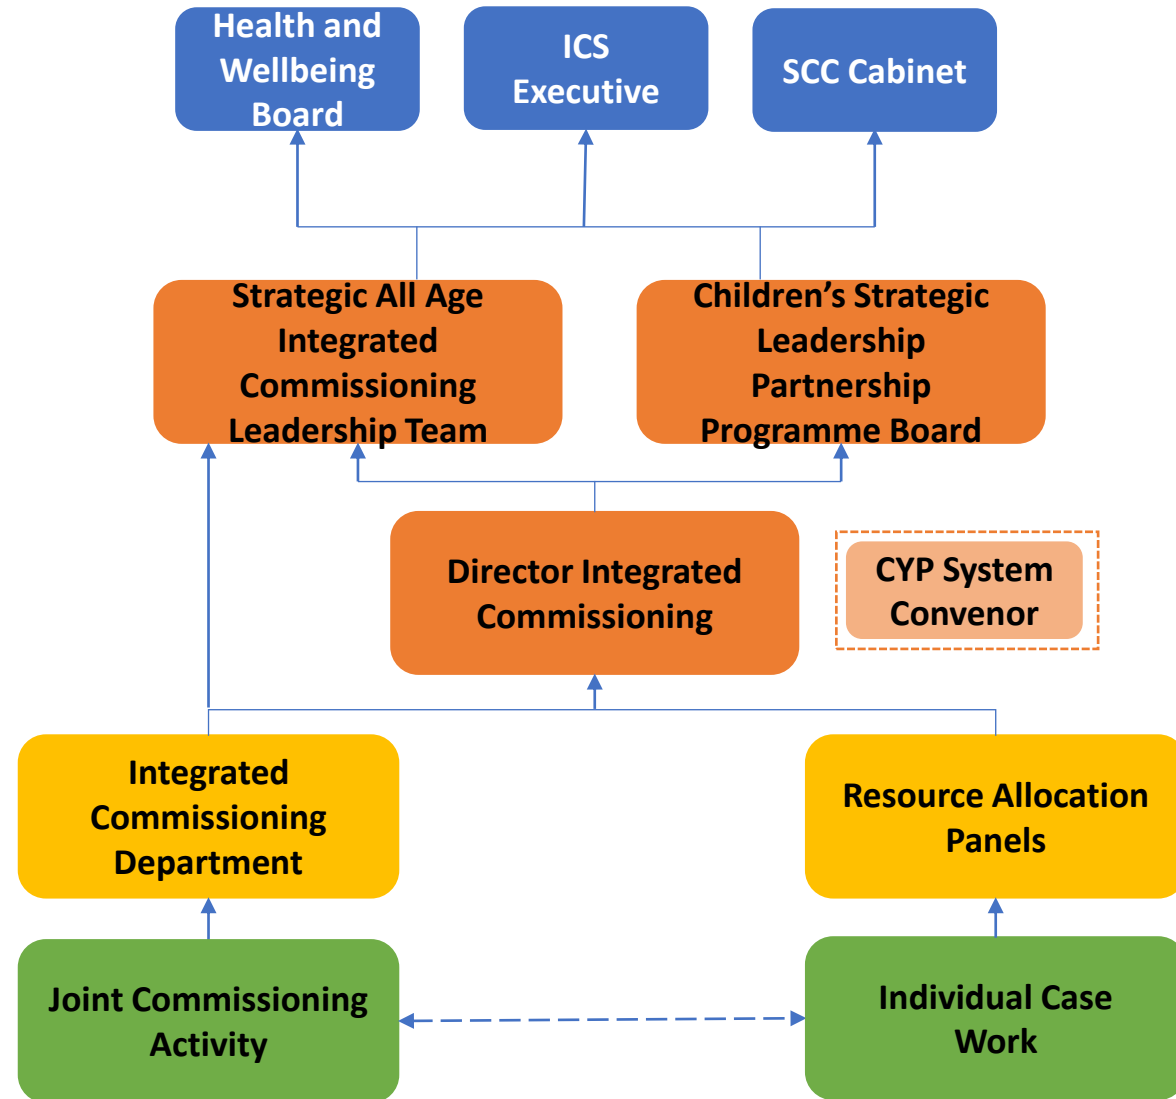 Health and
Wellbeing
Board
ICS
Executive
SCC Cabinet
Strategic All Age
Integrated
Commissioning
Leadership Team
Children’s Strategic
Leadership
Partnership
Programme Board
Director Integrated
Commissioning
CYP System
Convenor
Integrated
Commissioning
Department
Resource Allocation
Panels
Joint Commissioning
Activity
Individual Case
Work